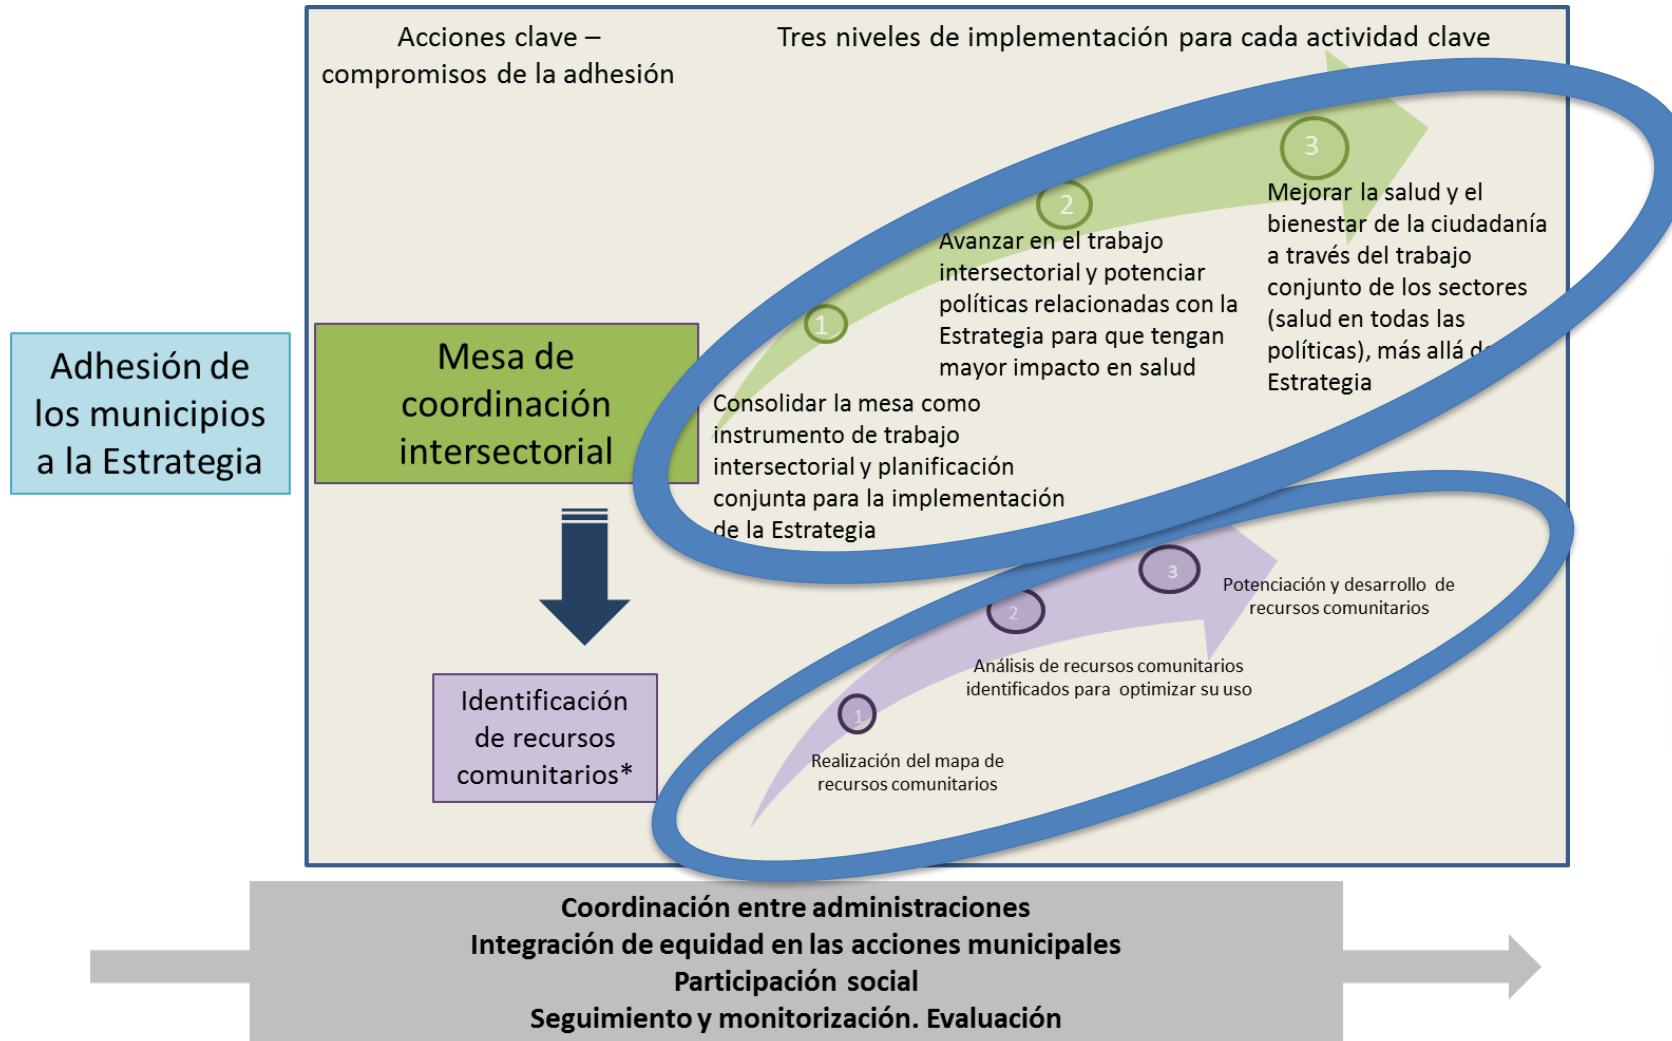 Acciones clave –
compromisos de la adhesión
Tres niveles de implementación para cada actividad clave
Adhesión de
los municipios
a la Estrategia
Mesa de
coordinación
intersectorial
1
Consolidar la mesa como
instrumento de trabajo
intersectorial y planificación
conjunta para la implementación
de la Estrategia
2
Avanzar en el trabajo
intersectorial y potenciar
políticas relacionadas con la
Estrategia para que tengan
mayor impacto en salud
3
Mejorar la salud y el
bienestar de la ciudadanía
a través del trabajo
conjunto de los sectores
(salud en todas las
políticas), más allá
Estrategia
Identificación
de recursos
comunitarios*
1
Realización del mapa de
recursos comunitarios
2
Análisis de recursos comunitarios
identificados para optimizar su uso
3
Potenciación y desarrollo de
recursos comunitarios
Coordinación entre administraciones
Integración de equidad en las acciones municipales
Participación social
Seguimiento y monitorización. Evaluación